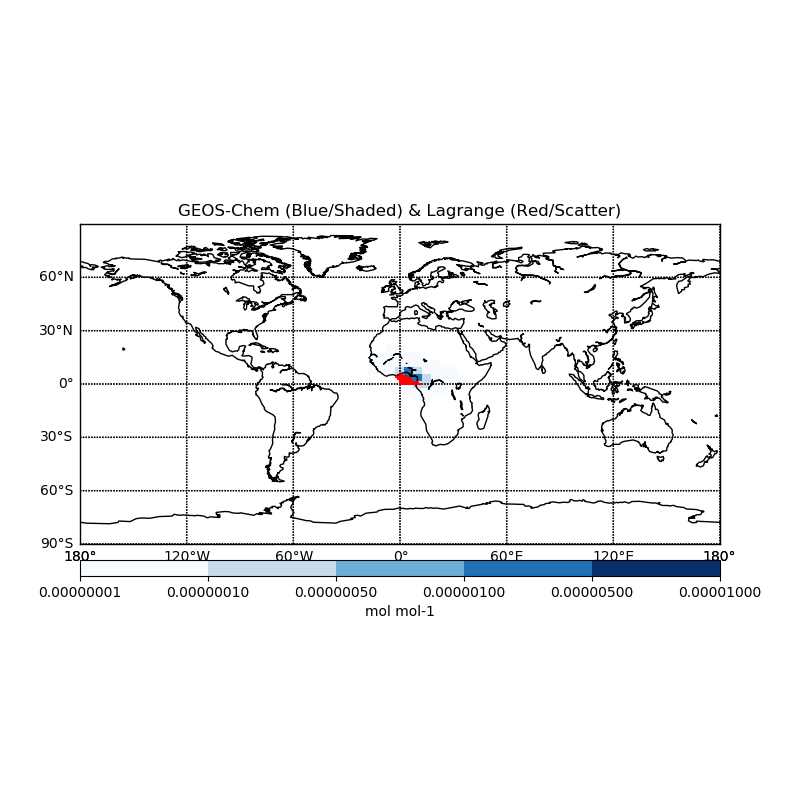 GEOS-Chem (Blue/Shaded) & Lagrange (Red/Scatter)
60°N
30°N
0°
30°S
60°S
90°S
180° 120°W 60°W 0° 60°E 120°E 180°
0.00000001 0.00000010 0.00000050 0.00000100 0.00000500 0.00001000
mol mol-1